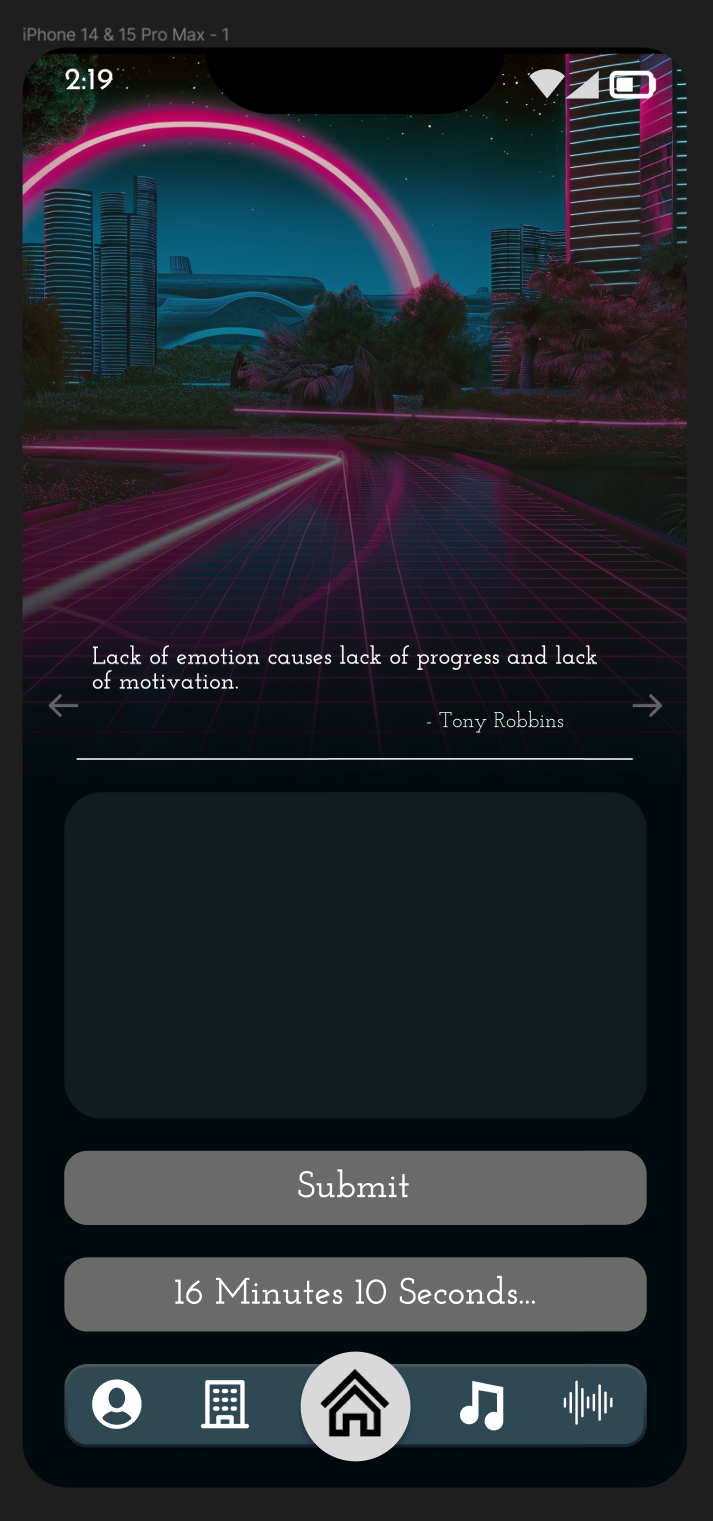 iPhone 14 & 15 Pro Max - 1
2:19
Lack of emotion causes lack of progress and lack
of motivation.
- Tony Robbins
Submit
16 Minutes 10 Seconds...